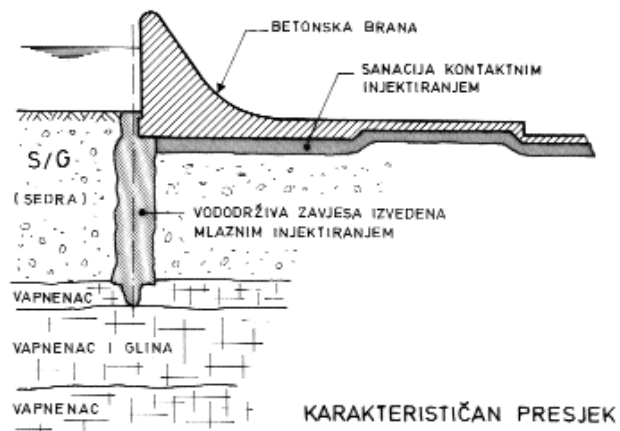 BETONSKA BRANA
SANACIJA KONTAKTNIM
INJEKTIRANJEM
S/G
(SEDRA)
VODODRŽIVA ZAVJESA IZVEDENA
MLAZNIM INJEKTIRANJEM
VAPNENAC
VAPNENAC I GLINA
VAPNENAC
KARAKTERISTIČAN PRESJEK